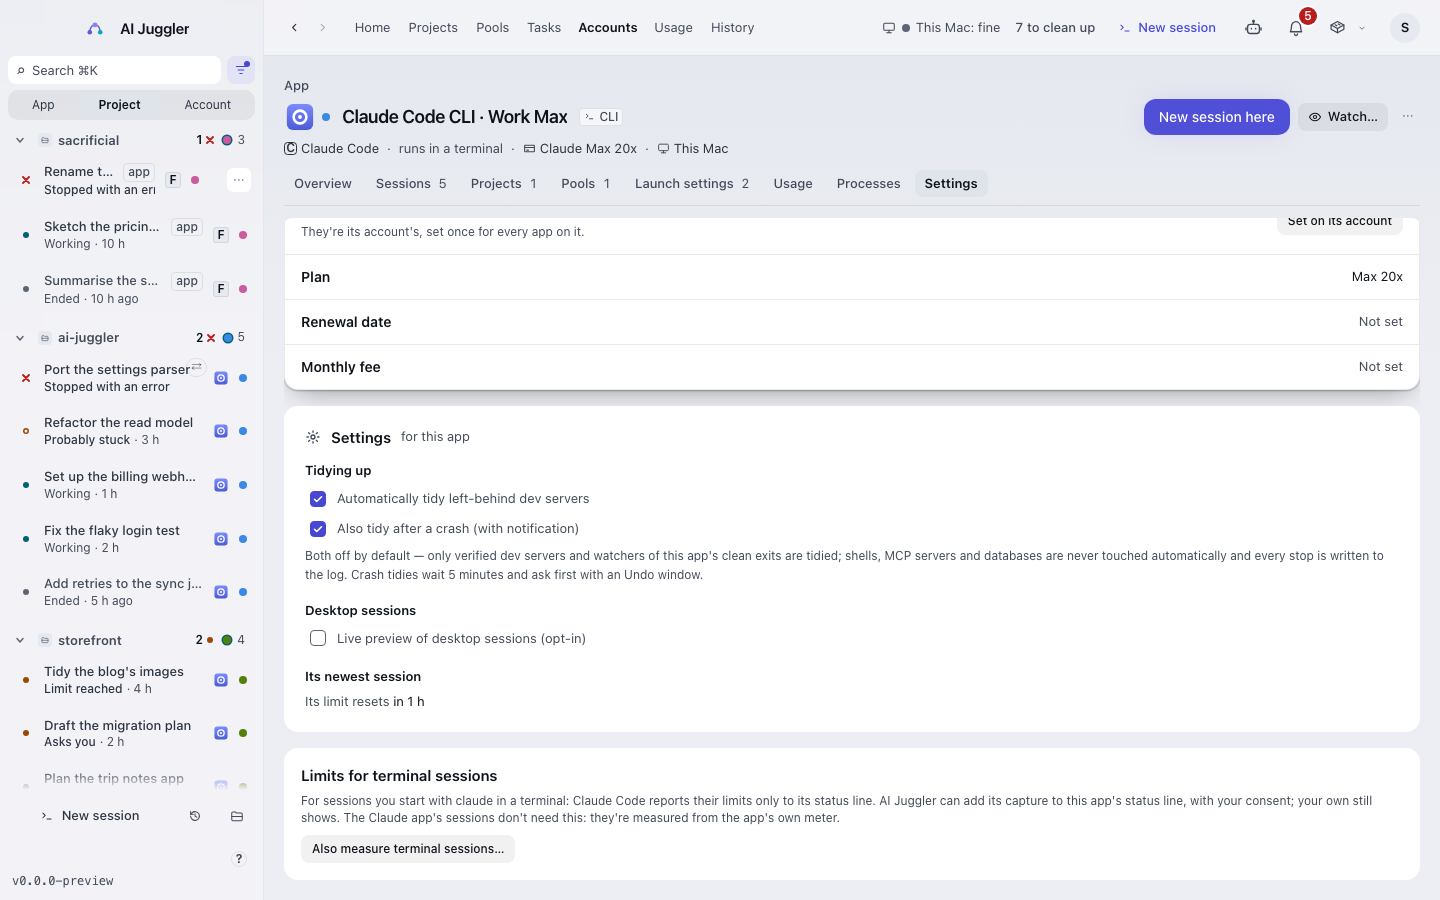 AI Juggler
Search ⌘K
App Project Account
sacrificial 1 3
Rename t... app F
Stopped with an err
Sketch the pricin... app F
Working · 10 h
Summarise the s... app F
Ended · 10 h ago
ai-juggler 2 5
Port the settings parser
Stopped with an error
Refactor the read model
Probably stuck · 3 h
Set up the billing webh...
Working · 1 h
Fix the flaky login test
Working · 2 h
Add retries to the sync j...
Ended · 5 h ago
storefront 2 4
Tidy the blog's images
Limit reached · 4 h
Draft the migration plan
Asks you · 2 h
Plan the trip notes app
New session
?
v0.0.0-preview
Home Projects Pools Tasks Accounts Usage History
This Mac: fine 7 to clean up New session 5 S
App
Claude Code CLI · Work Max CLI
New session here Watch... ...
Claude Code · runs in a terminal · Claude Max 20x · This Mac
Overview Sessions 5 Projects 1 Pools 1 Launch settings 2 Usage Processes Settings
They're its account's, set once for every app on it. Set on its account
Plan Max 20x
Renewal date Not set
Monthly fee Not set
Settings for this app
Tidying up
Automatically tidy left-behind dev servers
Also tidy after a crash (with notification)
Both off by default — only verified dev servers and watchers of this app's clean exits are tidied; shells, MCP servers and databases are never touched automatically and every stop is written to
the log. Crash tidies wait 5 minutes and ask first with an Undo window.
Desktop sessions
Live preview of desktop sessions (opt-in)
Its newest session
Its limit resets in 1 h
Limits for terminal sessions
For sessions you start with claude in a terminal: Claude Code reports their limits only to its status line. AI Juggler can add its capture to this app's status line, with your consent; your own still
shows. The Claude app's sessions don't need this: they're measured from the app's own meter.
Also measure terminal sessions...